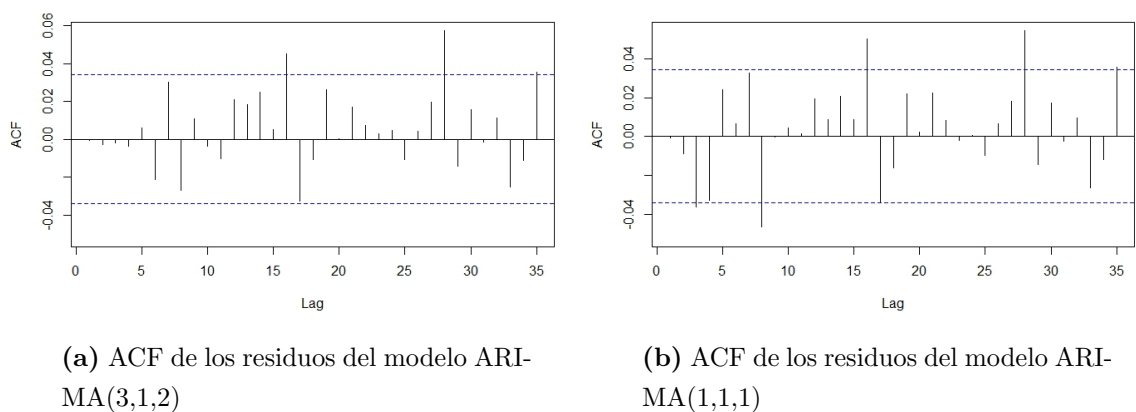 ACF
0.06
0.04
0.02
0.00
-0.04
0 5 10 15 20 25 30 35
Lag
(a) ACF de los residuos del modelo ARI-
MA(3,1,2)
ACF
0.04
0.02
0.00
-0.04
0 5 10 15 20 25 30 35
Lag
(b) ACF de los residuos del modelo ARI-
MA(1,1,1)